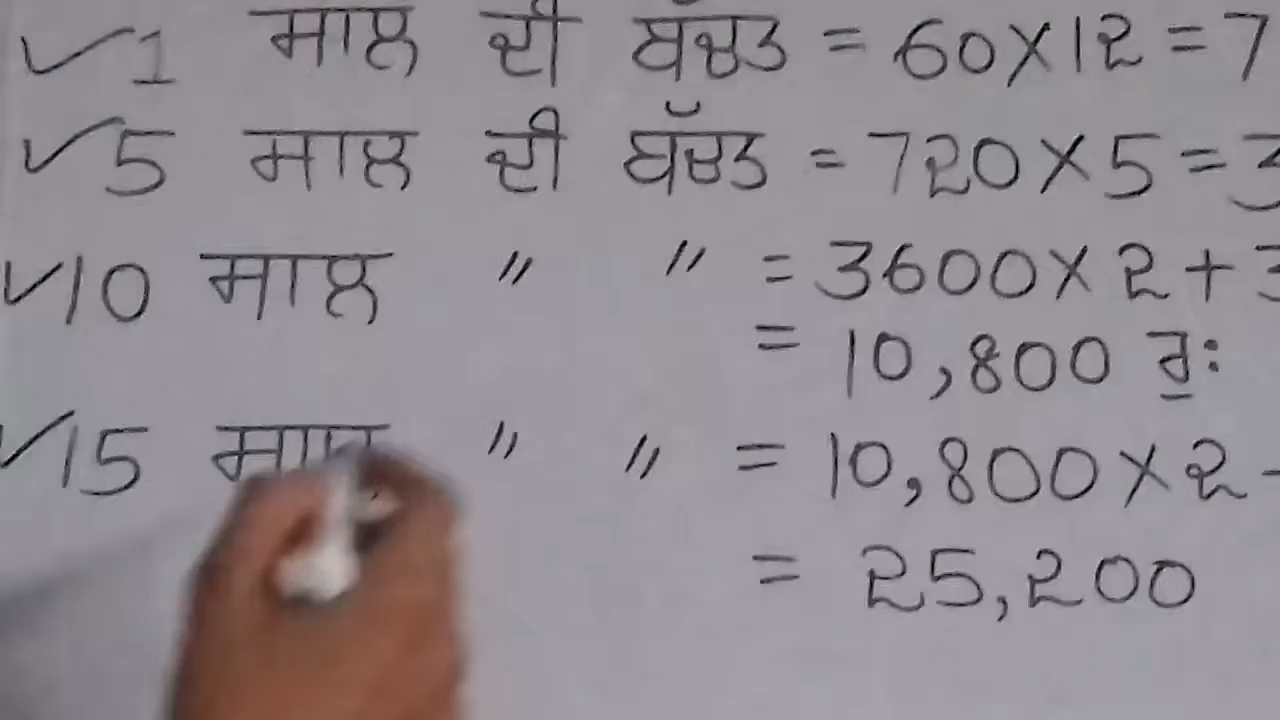 ✓1 ਸਾਲ ਦੀ ਬੱਚਤ = 60×12 = 7
✓5 ਸਾਲ ਦੀ ਬੱਚਤ = 720×5 = 3
✓10 ਸਾਲ " " = 3600×2+3
= 10,800 ਰੁ:
✓15 ਸਾਲ " " = 10,800×2
= 25,200